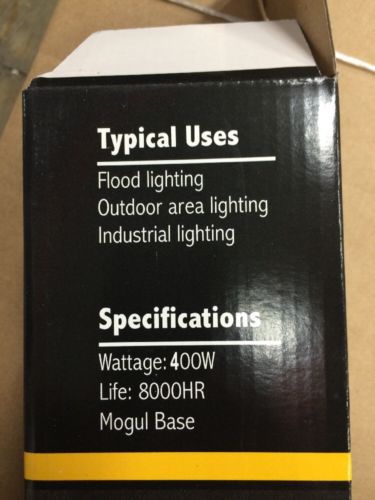 Typical Uses
Flood lighting
Outdoor area lighting
Industrial lighting
Specifications
Wattage: 400W
Life: 8000HR
Mogul Base